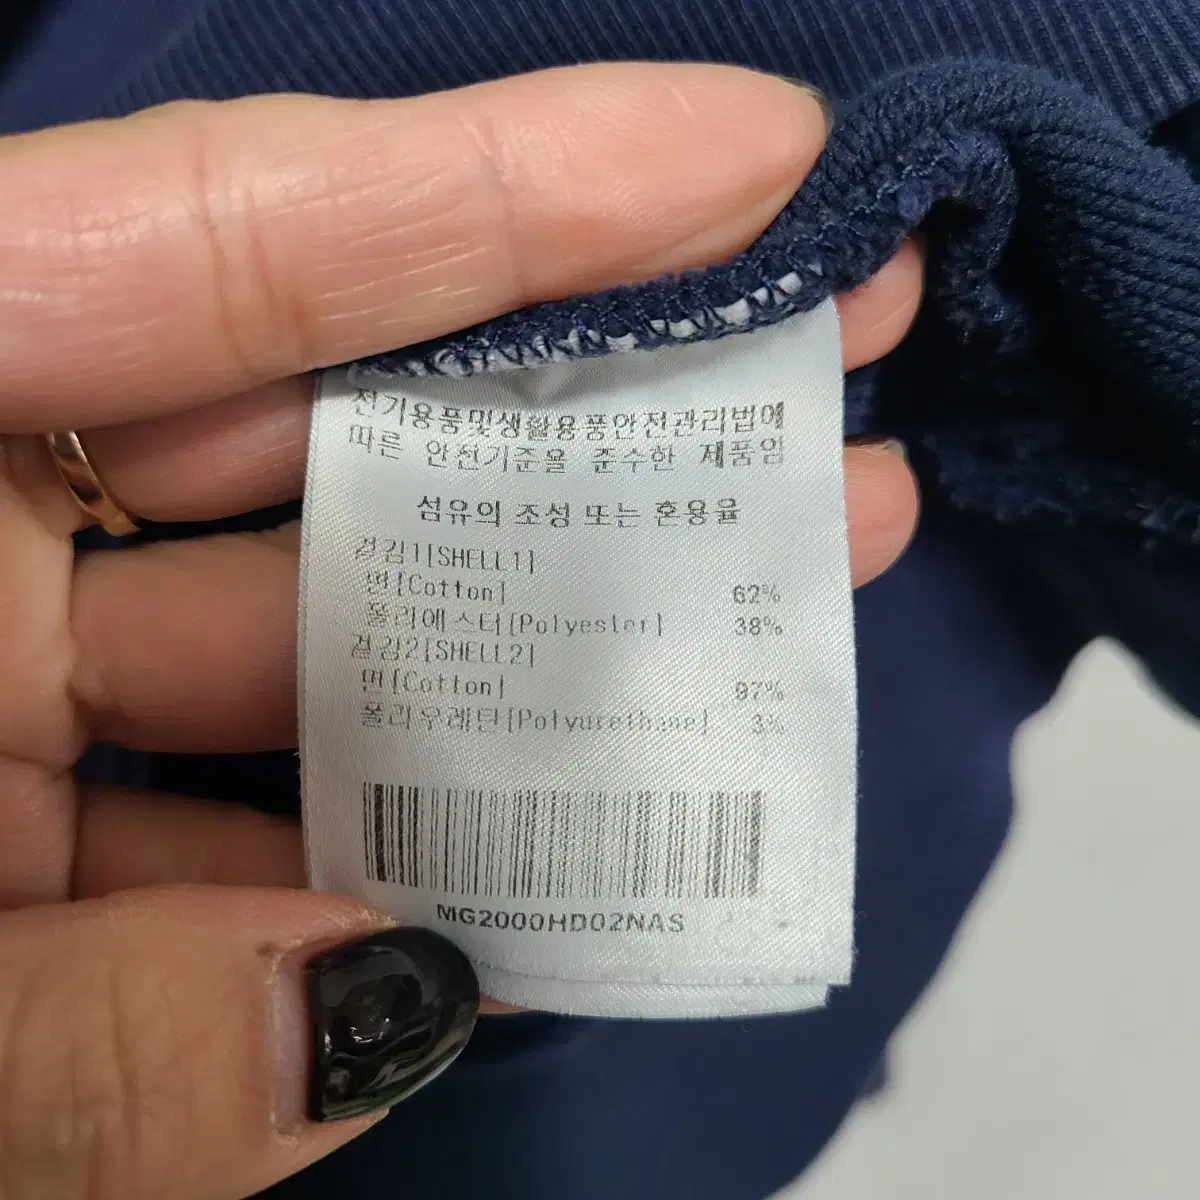 전기용품및생활용품안전관리법에
따른 안전기준을 준수한 제품임
섬유의 조성 또는 혼용율
겉감1[SHELL1]
면[Cotton] 62%
폴리에스터[Polyester] 38%
겉감2[SHELL2]
면[Cotton] 97%
폴리우레탄[Polyurethane] 3%
MG2000HD02NAS